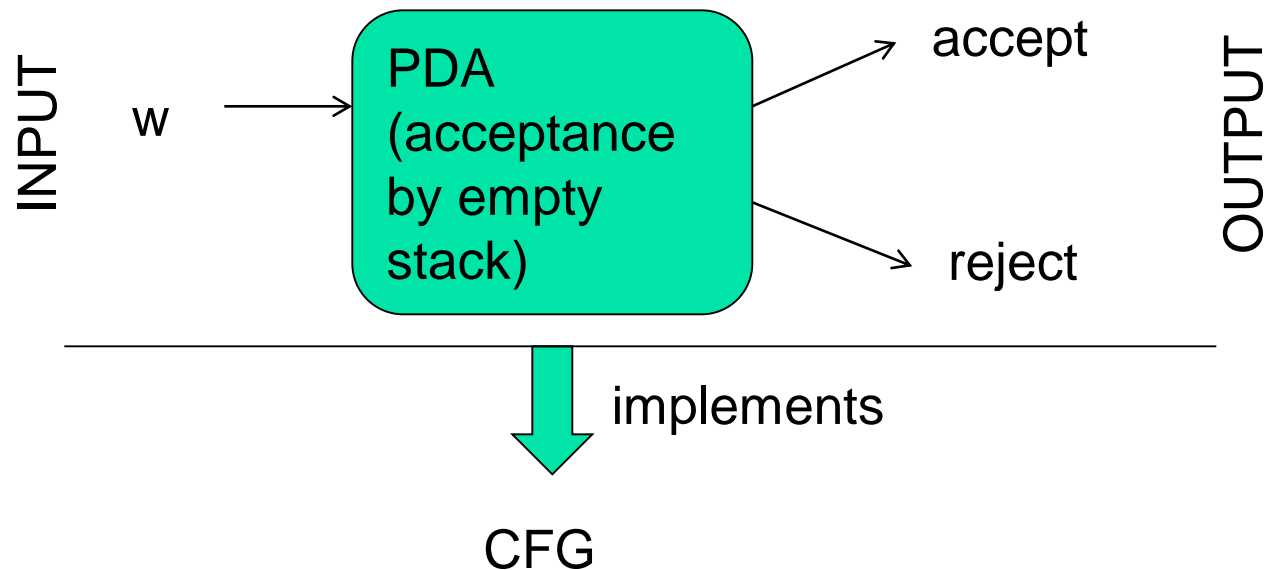 INPUT
w
PDA
(acceptance
by empty
stack)
accept
reject
OUTPUT
implements
CFG